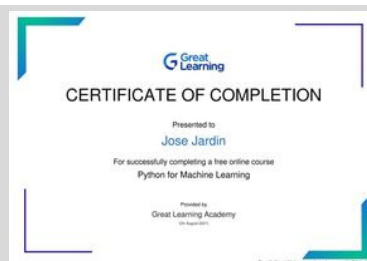 Great
Learning
CERTIFICATE OF COMPLETION
Presented to
Jose Jardin
For successfully completing a free online course
Python for Machine Learning
Provided by
Great Learning Academy